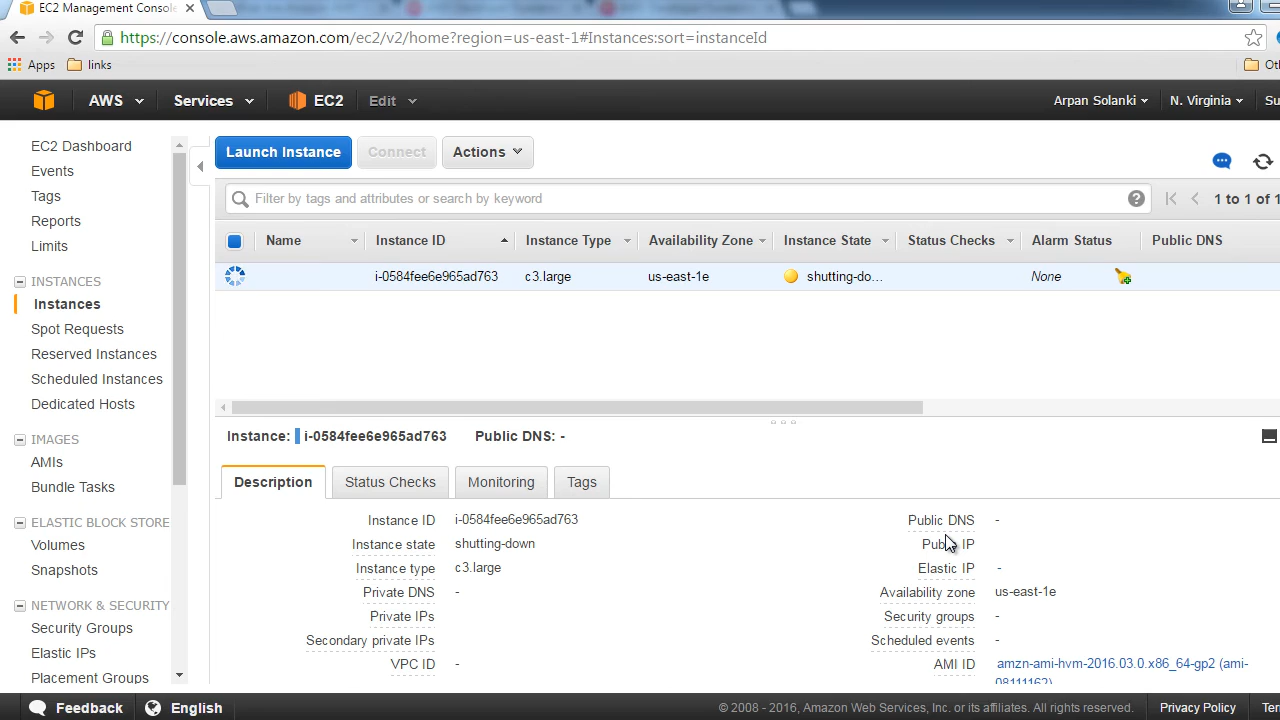 EC2 Management Console
https://console.aws.amazon.com/ec2/v2/home?region=us-east-1#Instances:sort=instanceId
Apps links
AWS Services EC2 Edit Arpan Solanki N. Virginia
EC2 Dashboard
Events
Tags
Reports
Limits
INSTANCES
Instances
Spot Requests
Reserved Instances
Scheduled Instances
Dedicated Hosts
IMAGES
AMIs
Bundle Tasks
ELASTIC BLOCK STORE
Volumes
Snapshots
NETWORK & SECURITY
Security Groups
Elastic IPs
Placement Groups
Launch Instance Connect Actions
Filter by tags and attributes or search by keyword 1 to 1 of 1
Name Instance ID Instance Type Availability Zone Instance State Status Checks Alarm Status Public DNS
i-0584fee6e965ad763 c3.large us-east-1e shutting-do… None
Instance: i-0584fee6e965ad763 Public DNS: -
Description Status Checks Monitoring Tags
Instance ID i-0584fee6e965ad763
Instance state shutting-down
Instance type c3.large
Private DNS -
Private IPs
Secondary private IPs
VPC ID -
Public DNS -
Public IP
Elastic IP -
Availability zone us-east-1e
Security groups -
Scheduled events -
AMI ID amzn-ami-hvm-2016.03.0.x86_64-gp2 (ami-
08111162)
Feedback English © 2008 - 2016, Amazon Web Services, Inc. or its affiliates. All rights reserved. Privacy Policy